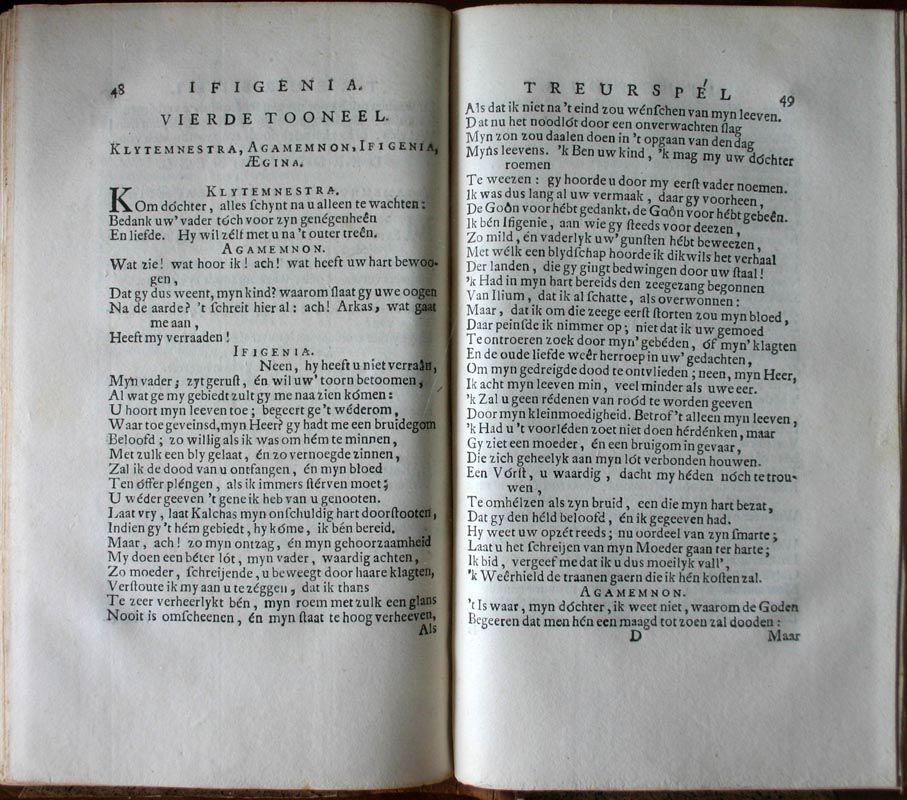 48 IFIGENIA.
VIERDE TOONEEL.
KLYTEMNESTRA, AGAMEMNON, IFIGENIA,
ÆGINA.
KLYTEMNESTRA.
Kom dóchter, alles schynt na u alleen te wachten:
Bedank uw' vader tóch voor zyn genégenheên
En liefde. Hy wil zélf met u na 't outer treên.
AGAMEMNON.
Wat zie! wat hoor ik! ach! wat heeft uw hart bewoo-
gen,
Dat gy dus weent, myn kind? waarom slaat gy uwe oogen
Na de aarde? 't schreit hier al: ach! Arkas, wat gaat
me aan,
Heeft my verraaden!
IFIGENIA.
Neen, hy heeft u niet verraân,
Myn vader; zyt gerust, én wil uw' toorn betoomen,
Al wat ge my gebiedt zult gy me naa zien kómen:
U hoort myn leeven toe; begeert ge 't wéderom,
Waar toe geveinsd, myn Heer? gy hadt me een bruidegom
Beloofd; zo willig als ik was om hém te minnen,
Met zulk een bly gelaat, én zo vernoegde zinnen,
Zal ik de dood van u ontfangen, én myn bloed
Ten óffer pléngen, als ik immers stérven moet;
U wéder geeven 't gene ik heb van u genooten.
Laat vry, laat Kalchas myn onschuldig hart doorstooten,
Indien gy 't hém gebiedt, hy kóme, ik bén bereid.
Maar, ach! zo myn ontzag, én myn gehoorzaamheid
My doen een béter lót, myn vader, waardig achten,
Zo moeder, schreijende, u beweegt door haare klagten,
Verstoute ik my aan u te zéggen, dat ik thans
Te zeer verheerlykt bén, myn roem met zulk een glans
Nooit is omscheenen, én myn staat te hoog verheeven,
Als
TREURSPÉL 49
Als dat ik niet na 't eind zou wénschen van myn leeven.
Dat nu het noodlót door een onverwachten slag
Myn zon zou daalen doen in 't opgaan van den dag
Myns leevens. 'k Ben uw kind, 'k mag my uw dóchter
roemen
Te weezen: gy hoorde u door my eerst vader noemen.
Ik was dus lang al uw vermaak, daar gy voorheen,
De Goôn voor hébt gedankt, de Goôn voor hébt gebeên.
Ik bén Ifigenie, aan wie gy steeds voor deezen,
Zo mild, én vaderlyk uw' gunsten hébt beweezen,
Met wélk een blydschap hoorde ik dikwils het verhaal
Der landen, die gy gingt bedwingen door uw staal!
'k Had in myn hart bereids den zeegezang begonnen
Van Ilium, dat ik al schatte, als overwonnen:
Maar, dat ik om die zeege eerst storten zou myn bloed,
Daar peinsde ik nimmer op; niet dat ik uw gemoed
Te ontroeren zoek door myn' gebéden, óf myn' klagten
En de oude liefde weêr herroep in uw' gedachten,
Om myn gedreigde dood te ontvlieden; neen, myn Heer,
Ik acht myn leeven min, veel minder als uwe eer.
'k Zal u geen rédenen van roód te worden geeven
Door myn kleinmoedigheid. Betrof 't alleen myn leeven,
'k Had u 't voorléden zoet niet doen hérdénken, maar
Gy ziet een moeder, én een bruigom in gevaar,
Die zich geheelyk aan myn lót verbonden houwen.
Een Vórst, u waardig, dacht my héden nóch te trou-
wen,
Te omhélzen als zyn bruid, een die myn hart bezat,
Dat gy den héld beloofd, én ik gegeeven had.
Hy weet uw opzét reeds; nu oordeel van zyn smarte;
Laat u het schreijen van myn Moeder gaan ter harte;
Ik bid, vergeef me dat ik u dus moeilyk vall',
'k Weêrhield de traanen gaern die ik hén kosten zal.
AGAMEMNON.
't Is waar, myn dóchter, ik weet niet, waarom de Goden
Begeeren dat men hén een maagd tot zoen zal dooden:
D Maar